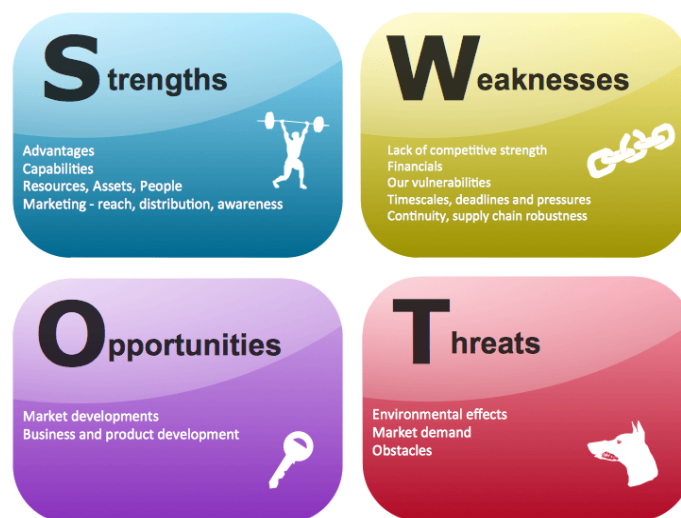 Strengths
Advantages
Capabilities
Resources, Assets, People
Marketing - reach, distribution, awareness
Weaknesses
Lack of competitive strength
Financials
Our vulnerabilities
Timescales, deadlines and pressures
Continuity, supply chain robustness
Opportunities
Market developments
Business and product development
Threats
Environmental effects
Market demand
Obstacles